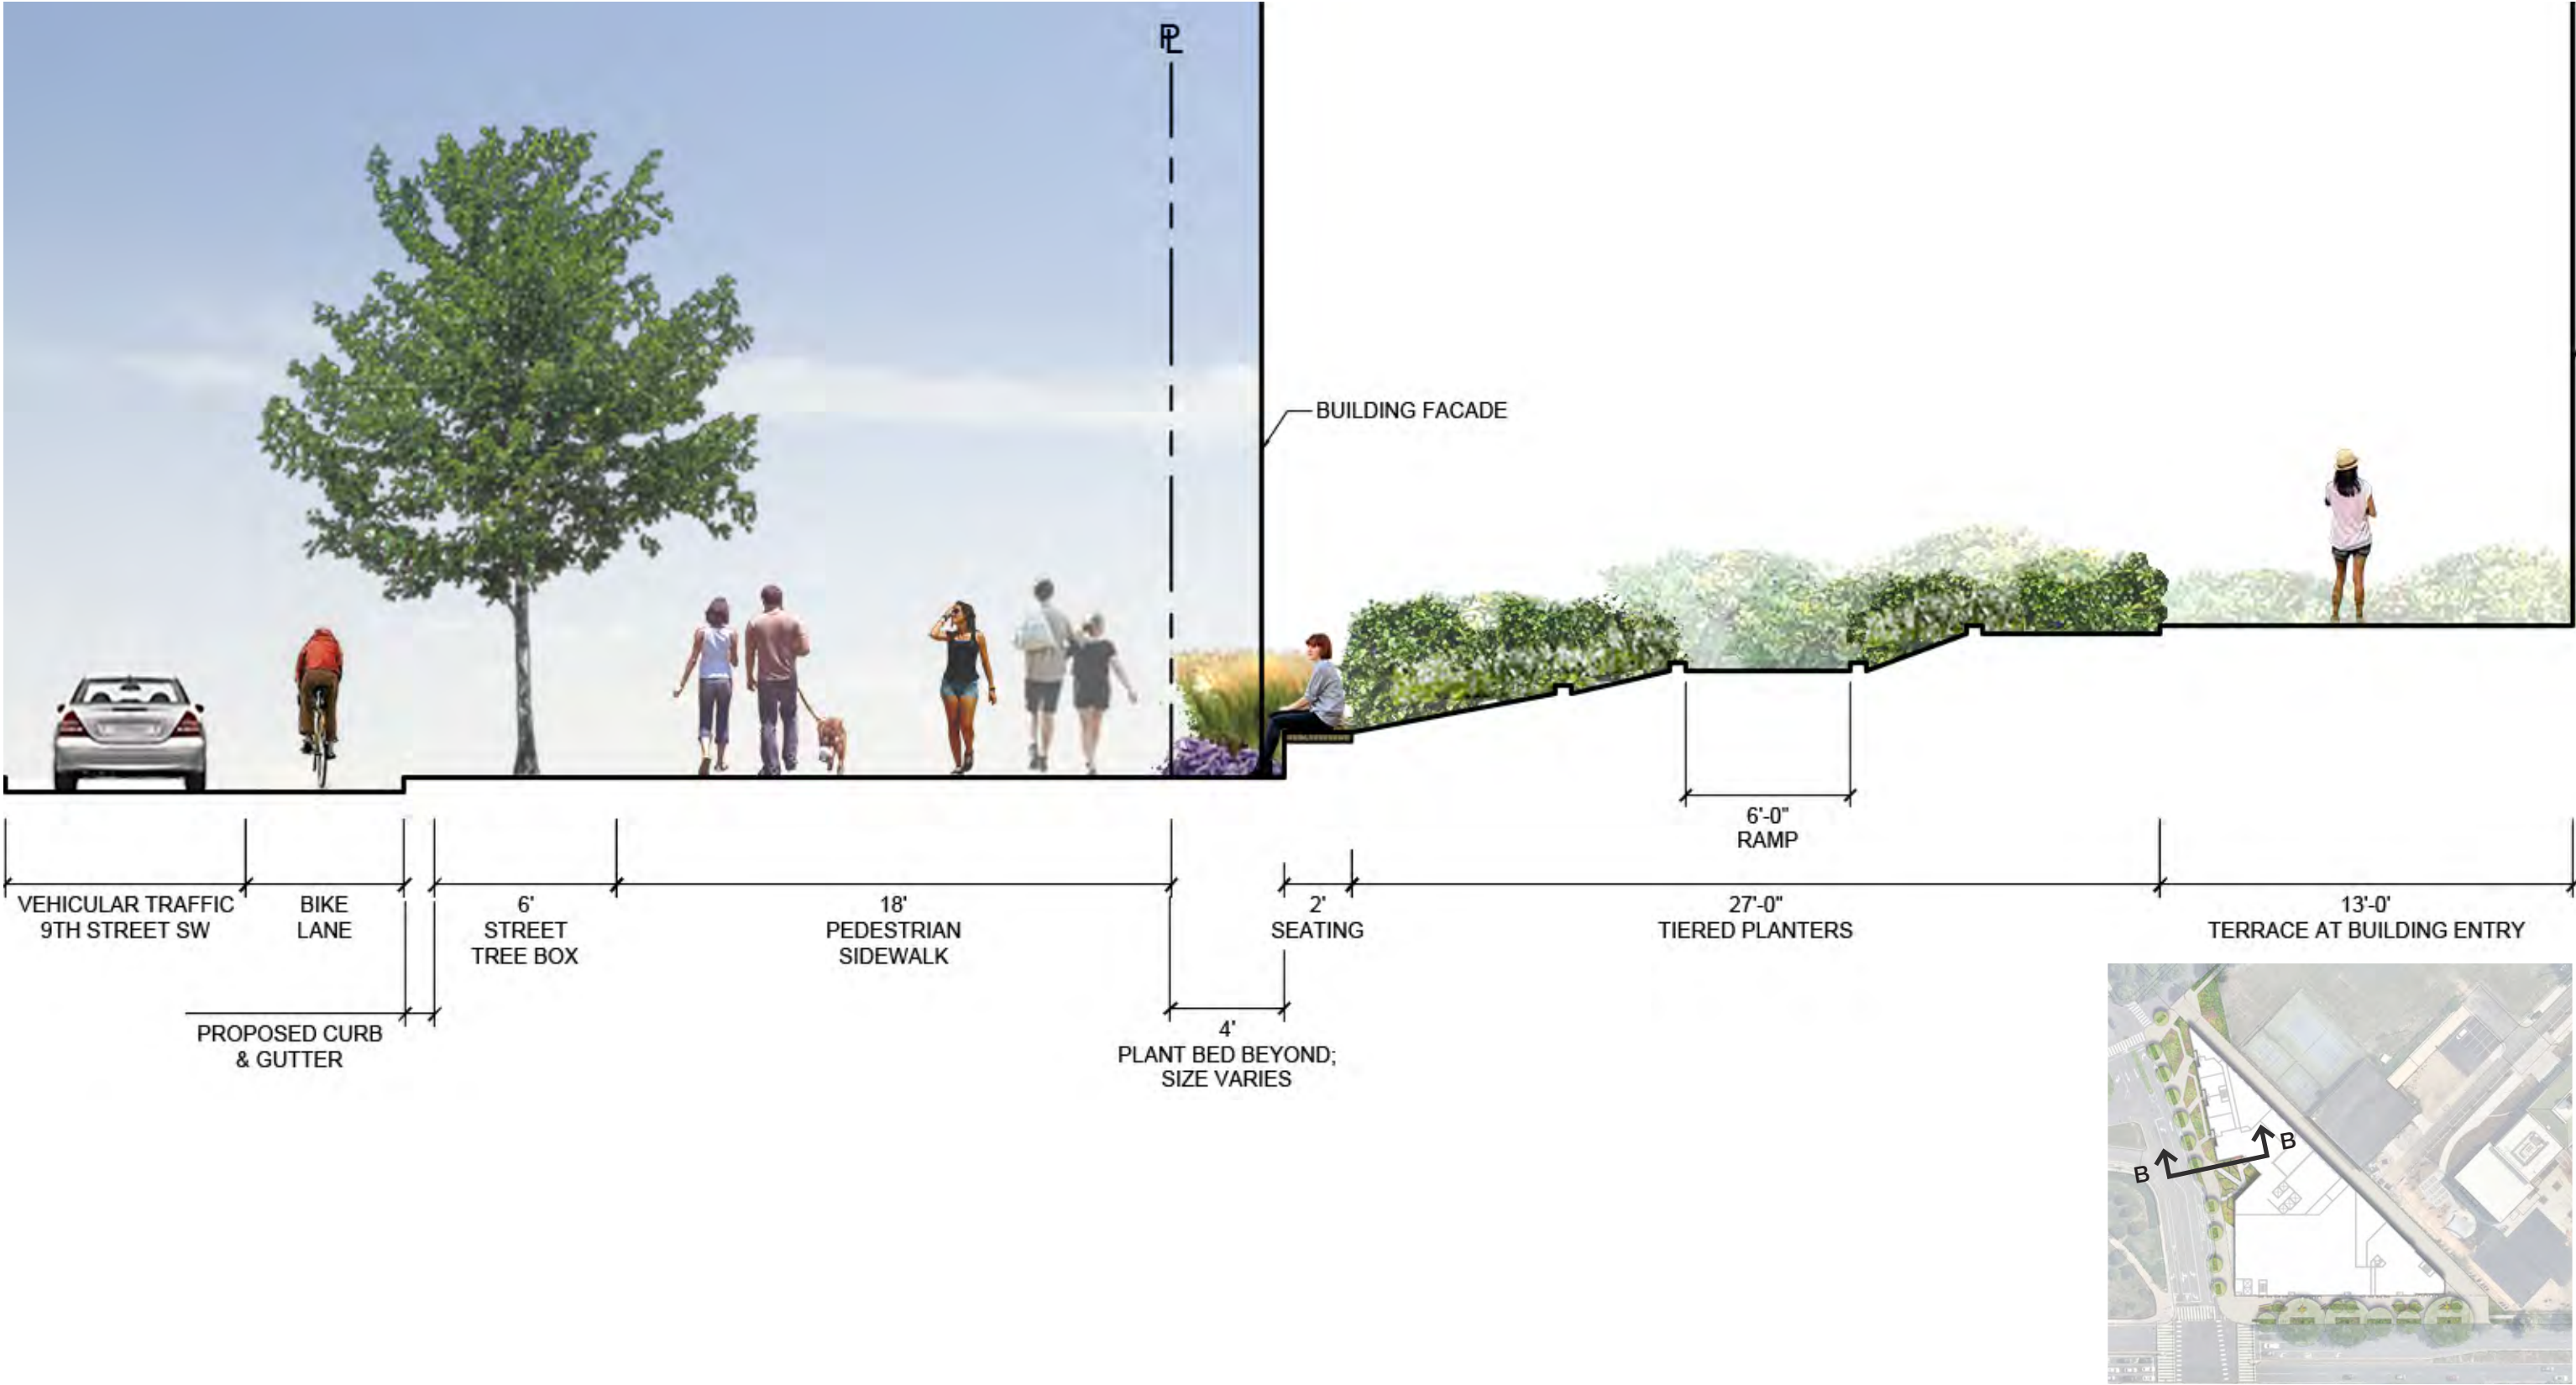 PL
BUILDING FACADE
6'-0"
RAMP
VEHICULAR TRAFFIC
9TH STREET SW
BIKE
LANE
6'
STREET
TREE BOX
18'
PEDESTRIAN
SIDEWALK
2'
SEATING
27'-0"
TIERED PLANTERS
13'-0'
TERRACE AT BUILDING ENTRY
PROPOSED CURB
& GUTTER
4'
PLANT BED BEYOND;
SIZE VARIES
B
B